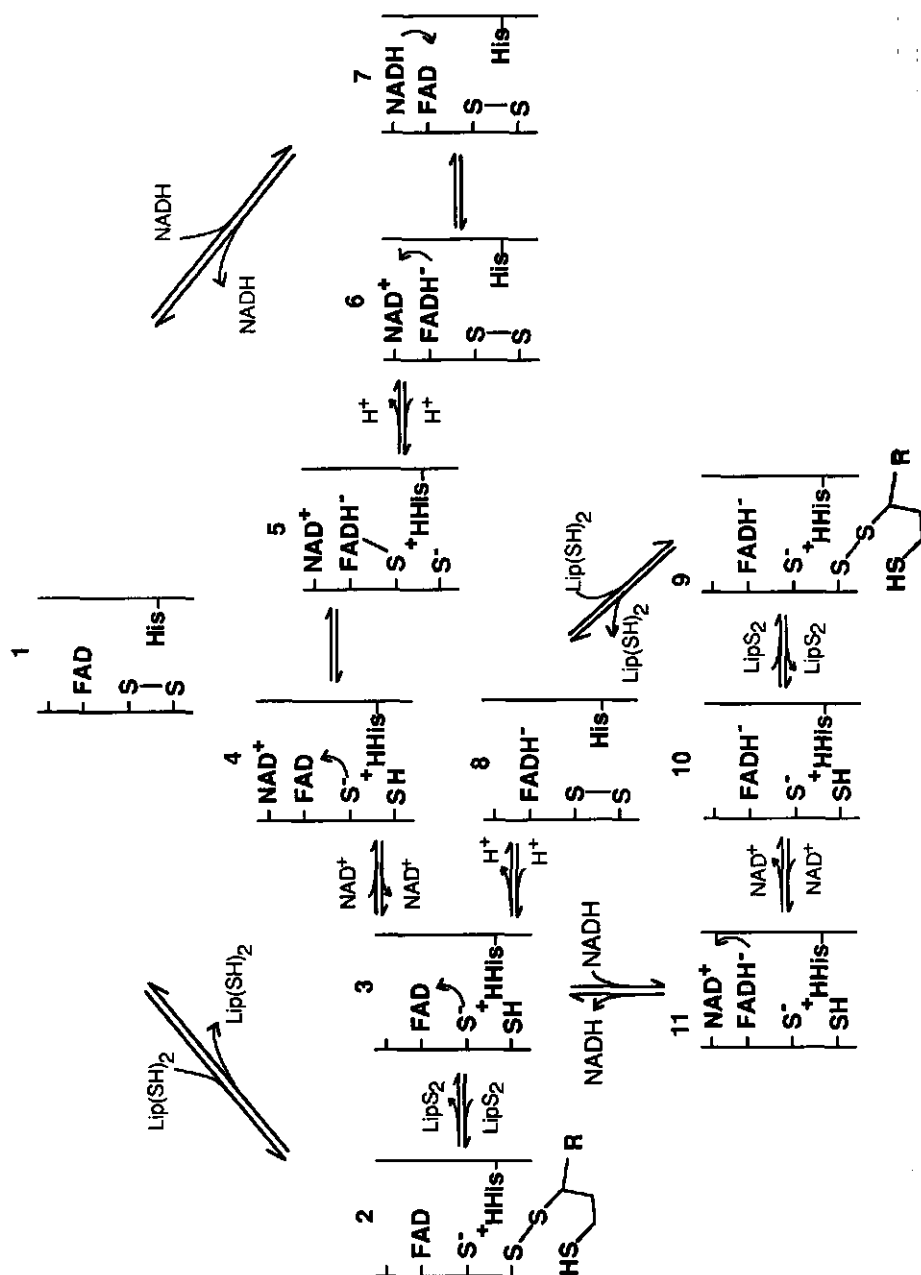 1
FAD
S—S
His
Lip(SH)2
Lip(SH)2
NADH
NADH
2
FAD
S-
+HHis
S
S
R
HS
LipS2
LipS2
3
FAD
S-
+HHis
SH
NAD+
NAD+
4
NAD+
FAD
S-
+HHis
SH
5
NAD+
FADH-
S
+HHis
S-
H+
H+
6
NAD+
FADH-
S—S
His
7
NADH
FAD
S—S
His
H+
H+
8
FADH-
S—S
His
Lip(SH)2
Lip(SH)2
NADH
NADH
11
NAD+
FADH-
S-
+HHis
SH
NAD+
NAD+
10
FADH-
S-
+HHis
SH
LipS2
LipS2
9
FADH-
S-
+HHis
S
S
R
HS